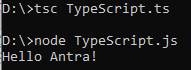 D:\>tsc TypeScript.ts
D:\>node TypeScript.js
Hello Antra!